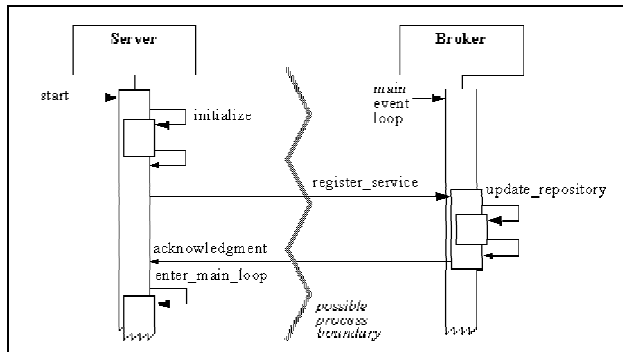 Server
Broker
start
main
event
loop
initialize
register_service
update_repository
acknowledgment
enter_main_loop
possible
process
boundary